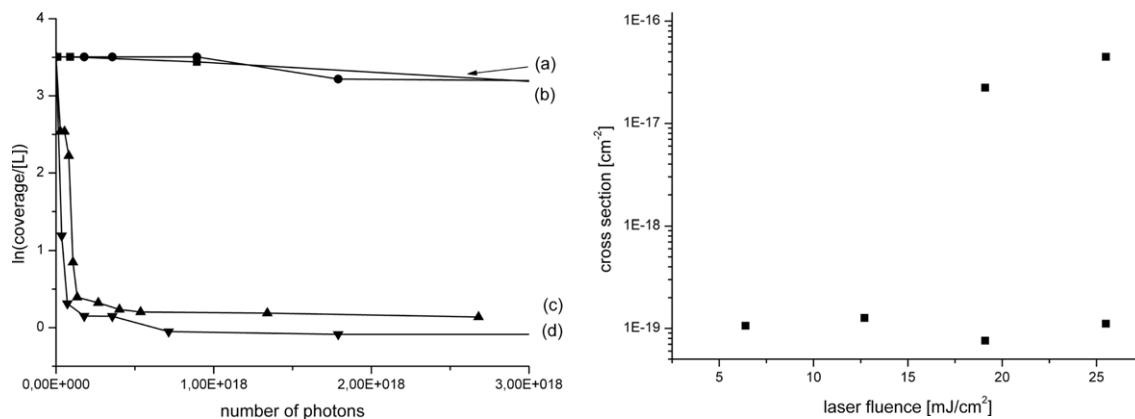 4
3
2
1
0
ln(coverage/[L])
0,00E+000
1,00E+018
2,00E+018
3,00E+018
number of photons
(a)
(b)
(c)
(d)
1E-16
1E-17
1E-18
1E-19
cross section [cm⁻²]
5
10
15
20
25
laser fluence [mJ/cm²]